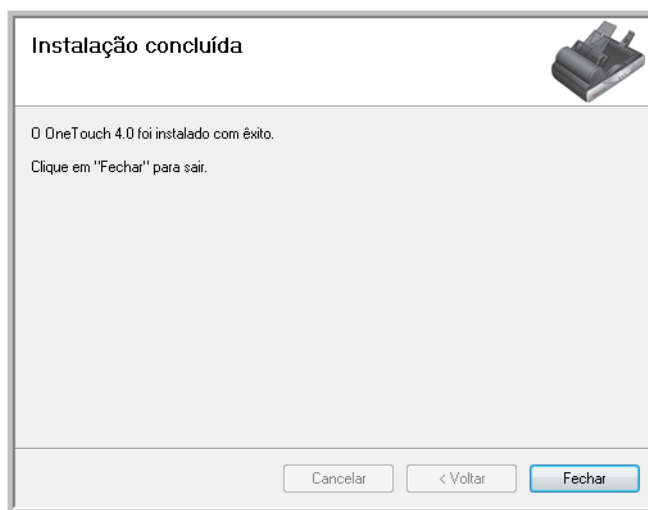 Instalação concluída
O OneTouch 4.0 foi instalado com êxito.
Clique em "Fechar" para sair.
Cancelar
< Voltar
Fechar